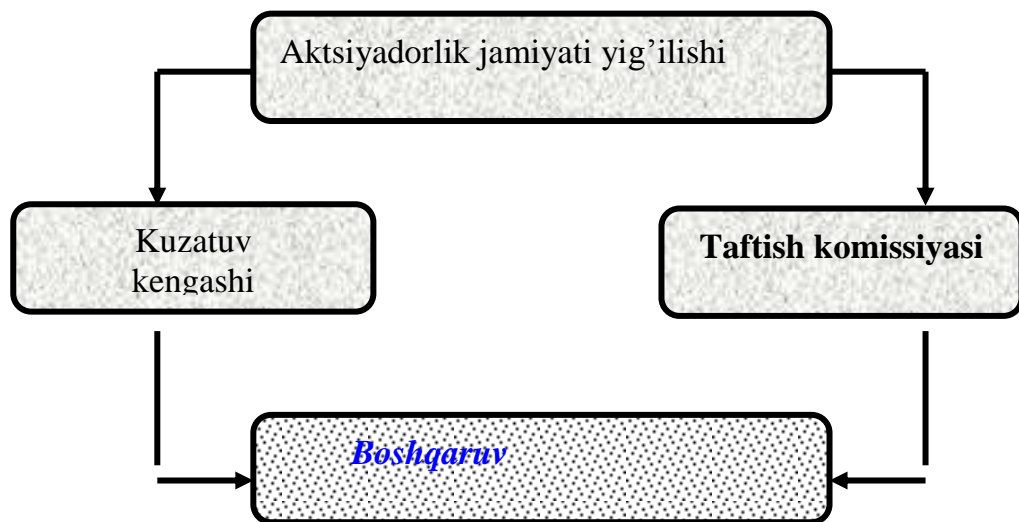 Aktsiyadorlik jamiyati yig’ilishi
Kuzatuv
kengashi
Taftish komissiyasi
Boshqaruv